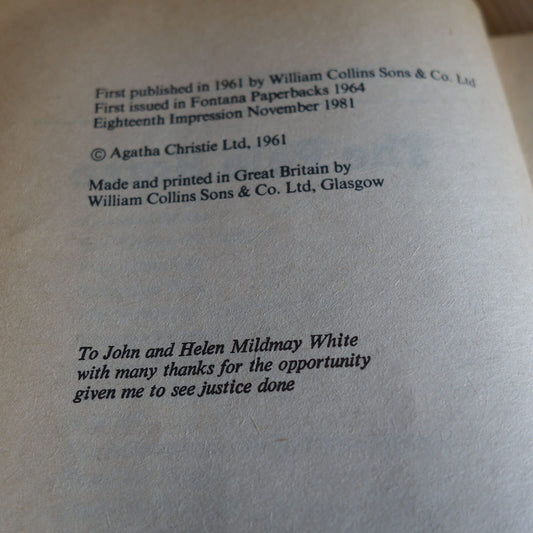 First published in 1961 by William Collins Sons & Co. Ltd
First issued in Fontana Paperbacks 1964
Eighteenth Impression November 1981
© Agatha Christie Ltd, 1961
Made and printed in Great Britain by
William Collins Sons & Co. Ltd, Glasgow
To John and Helen Mildmay White
with many thanks for the opportunity
given me to see justice done